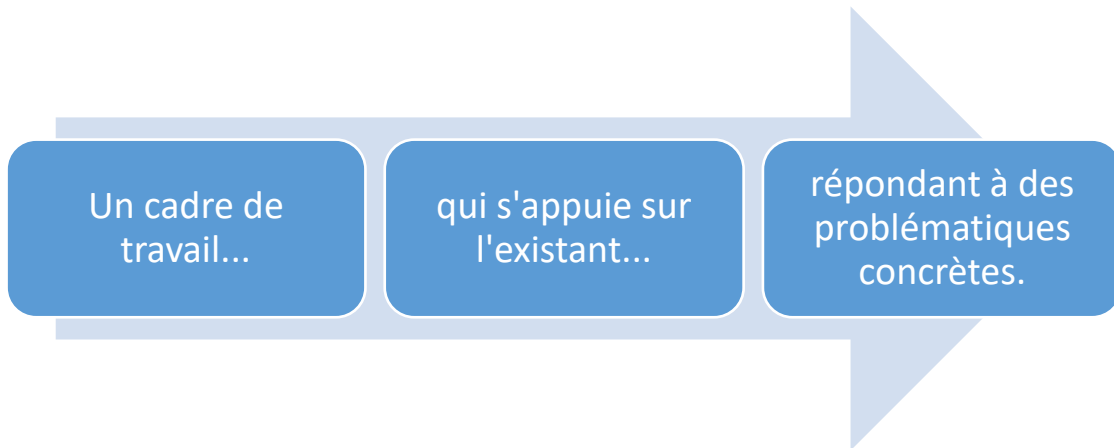 Un cadre de
travail...
qui s'appuie sur
l'existant...
répondant à des
problématiques
concrètes.